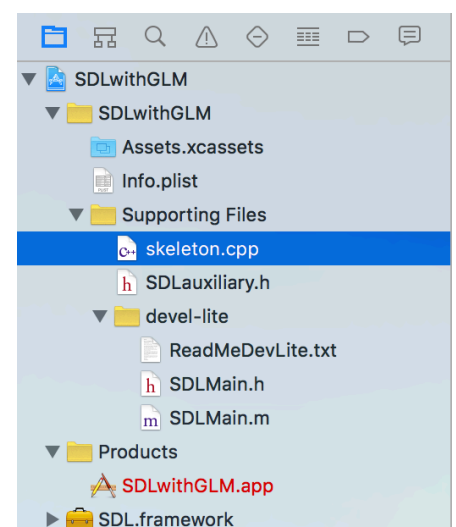 SDLwithGLM
SDLwithGLM
Assets.xcassets
Info.plist
Supporting Files
skeleton.cpp
SDLauxiliary.h
devel-lite
ReadMeDevLite.txt
SDLMain.h
SDLMain.m
Products
SDLwithGLM.app
SDL.framework